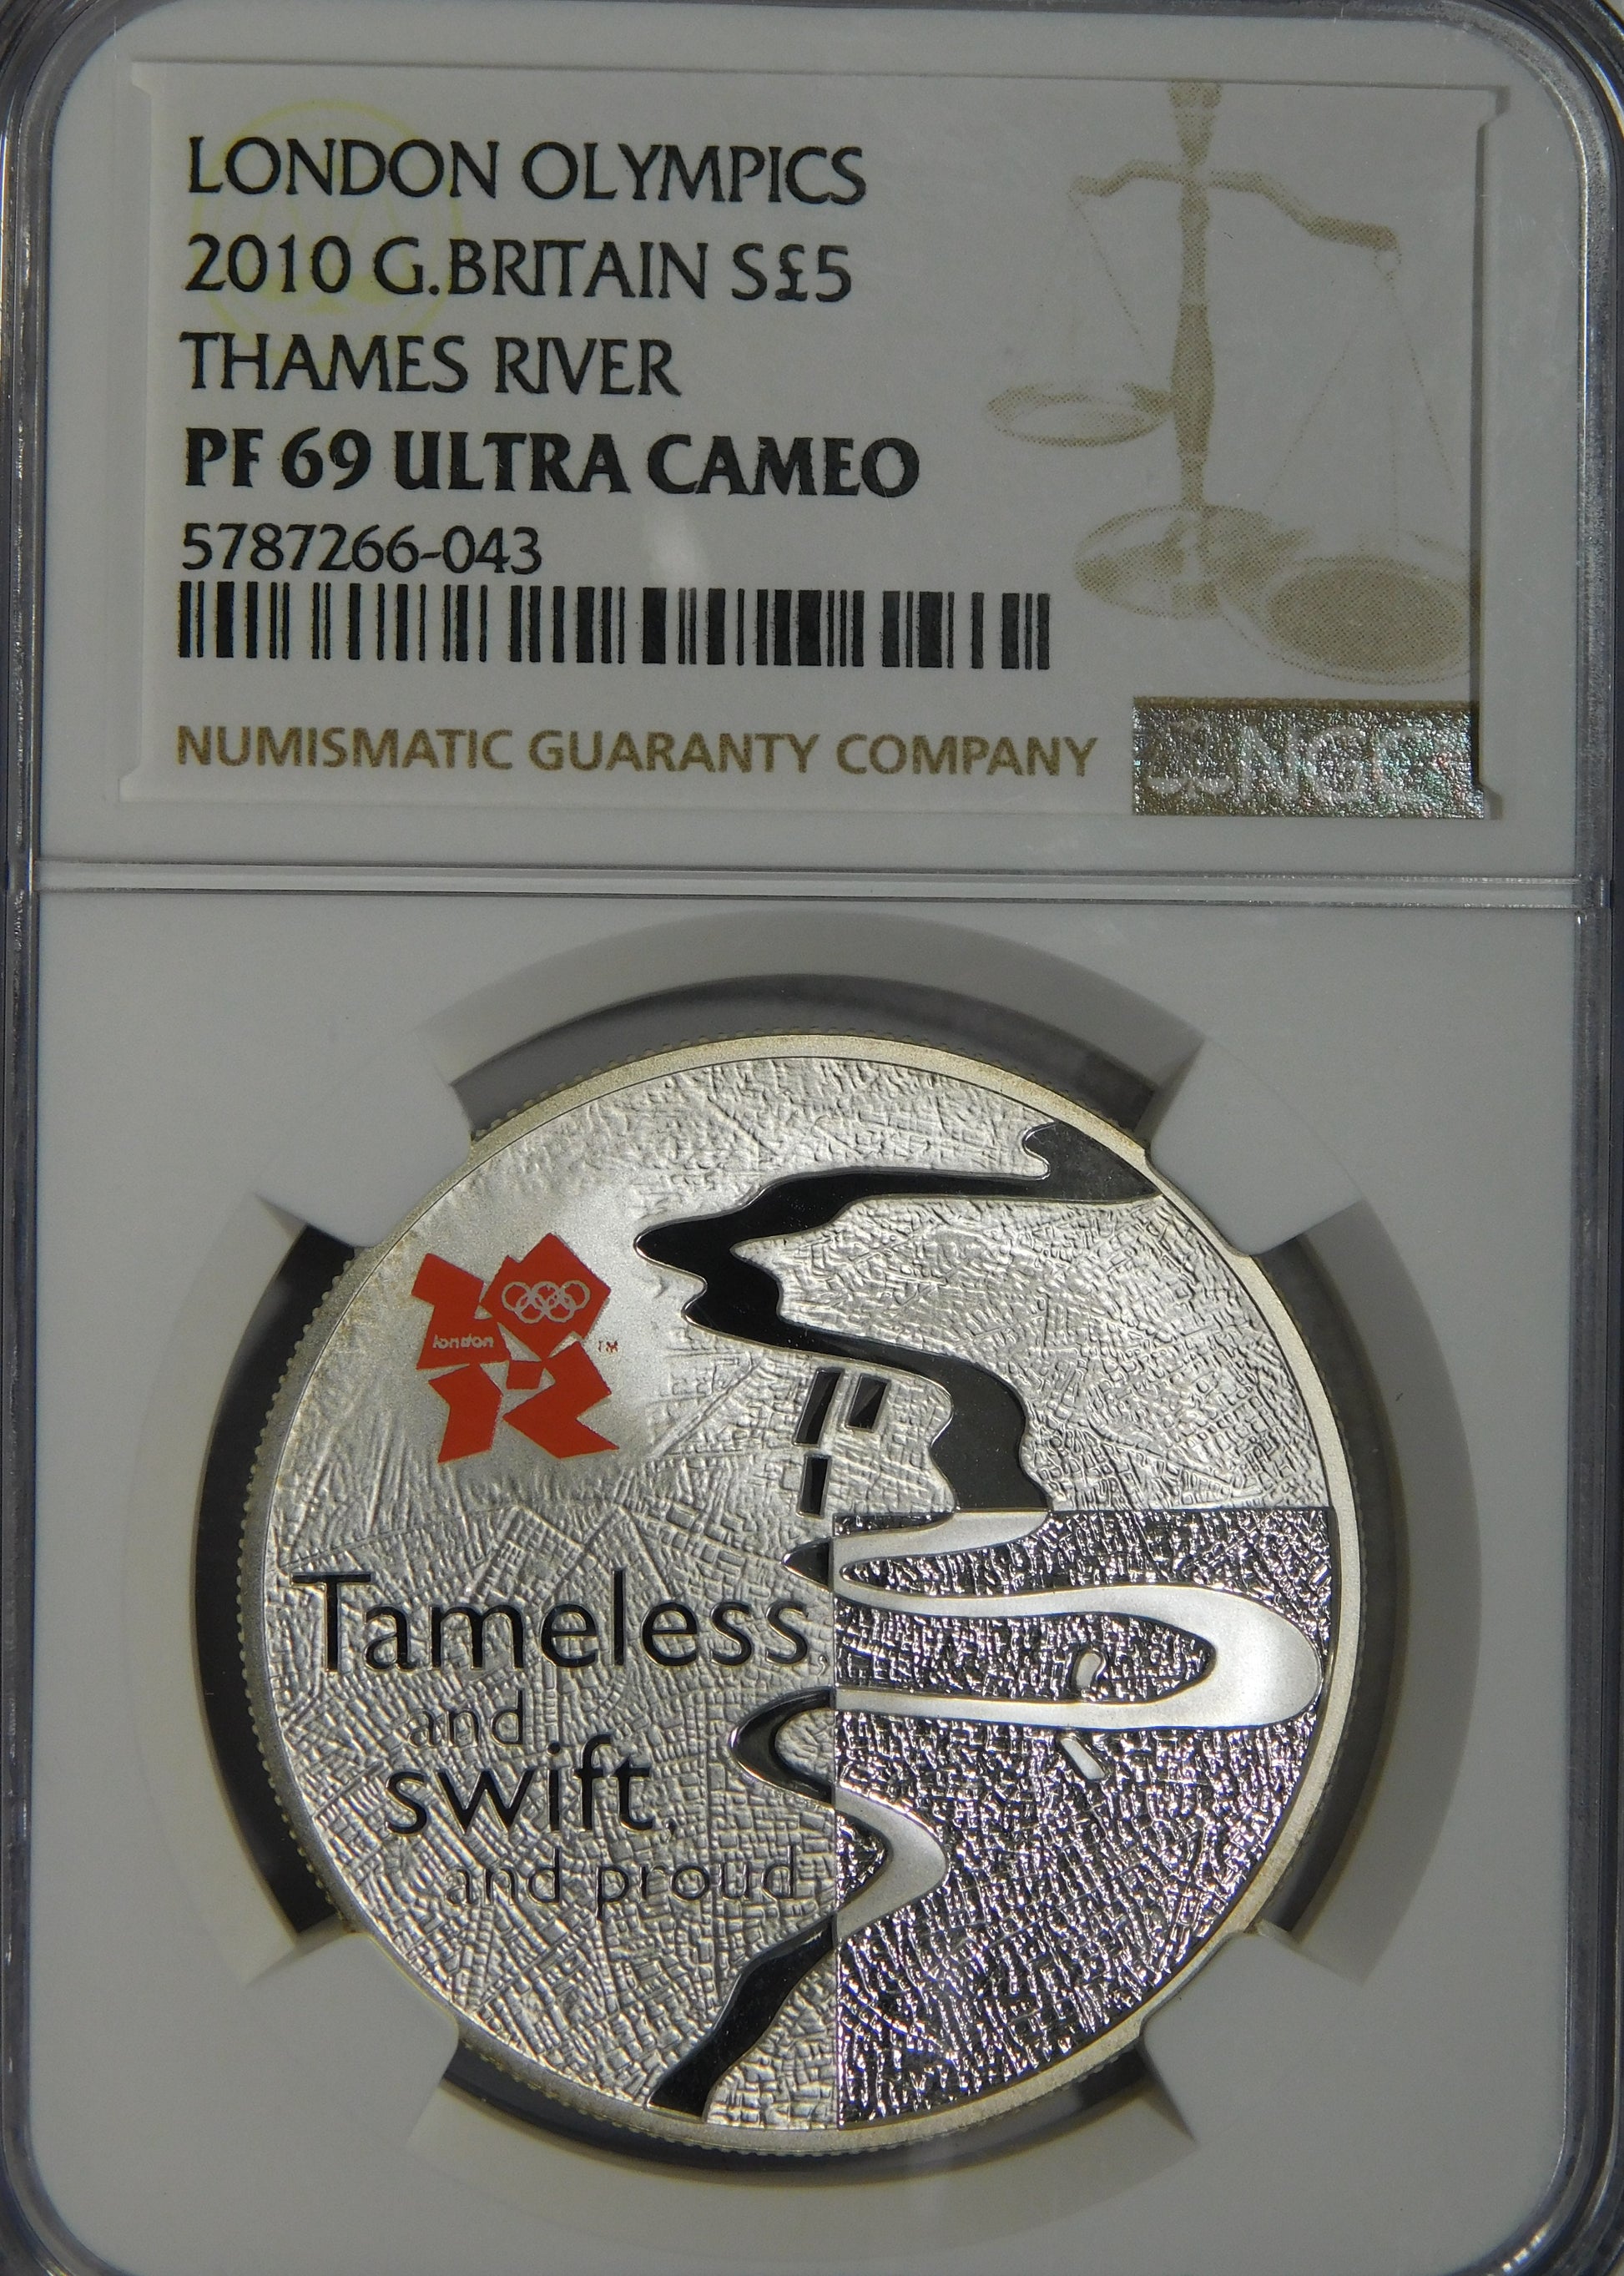 LONDON OLYMPICS
2010 G.BRITAIN S£5
THAMES RIVER
PF 69 ULTRA CAMEO
5787266-043
NUMISMATIC GUARANTY COMPANY
NGC
london
TM
Tameless,
and
swift,
and proud